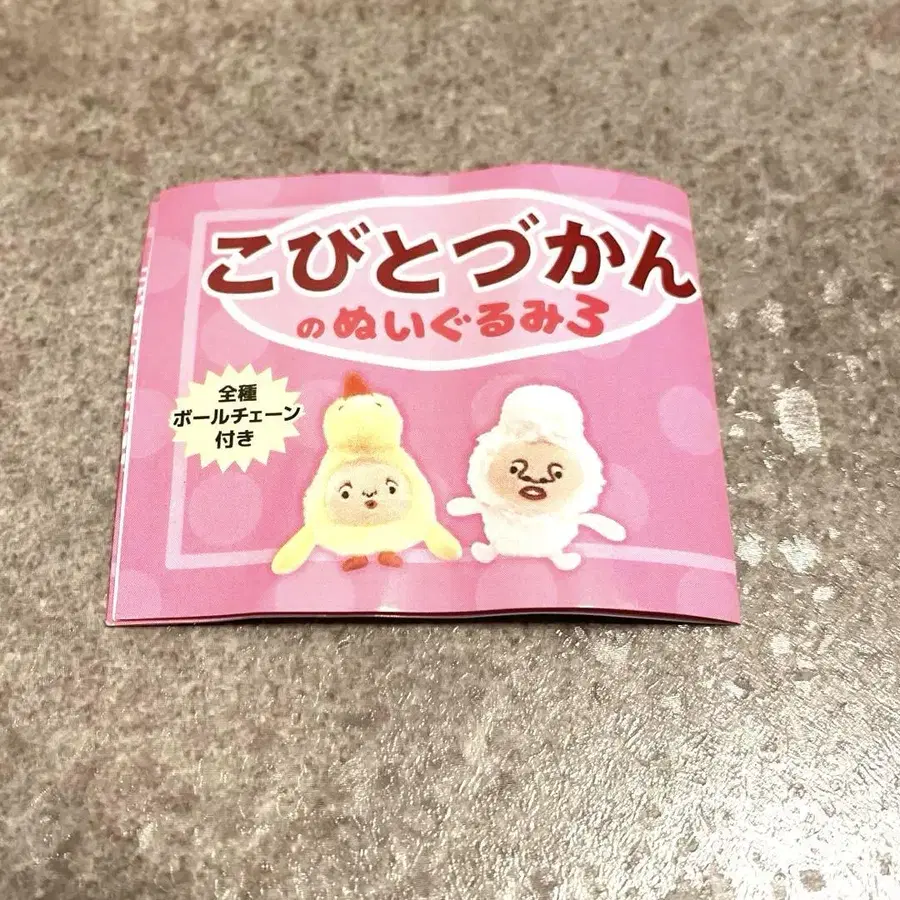 こびとづかん
のぬいぐるみ3
全種
ボールチェーン
付き